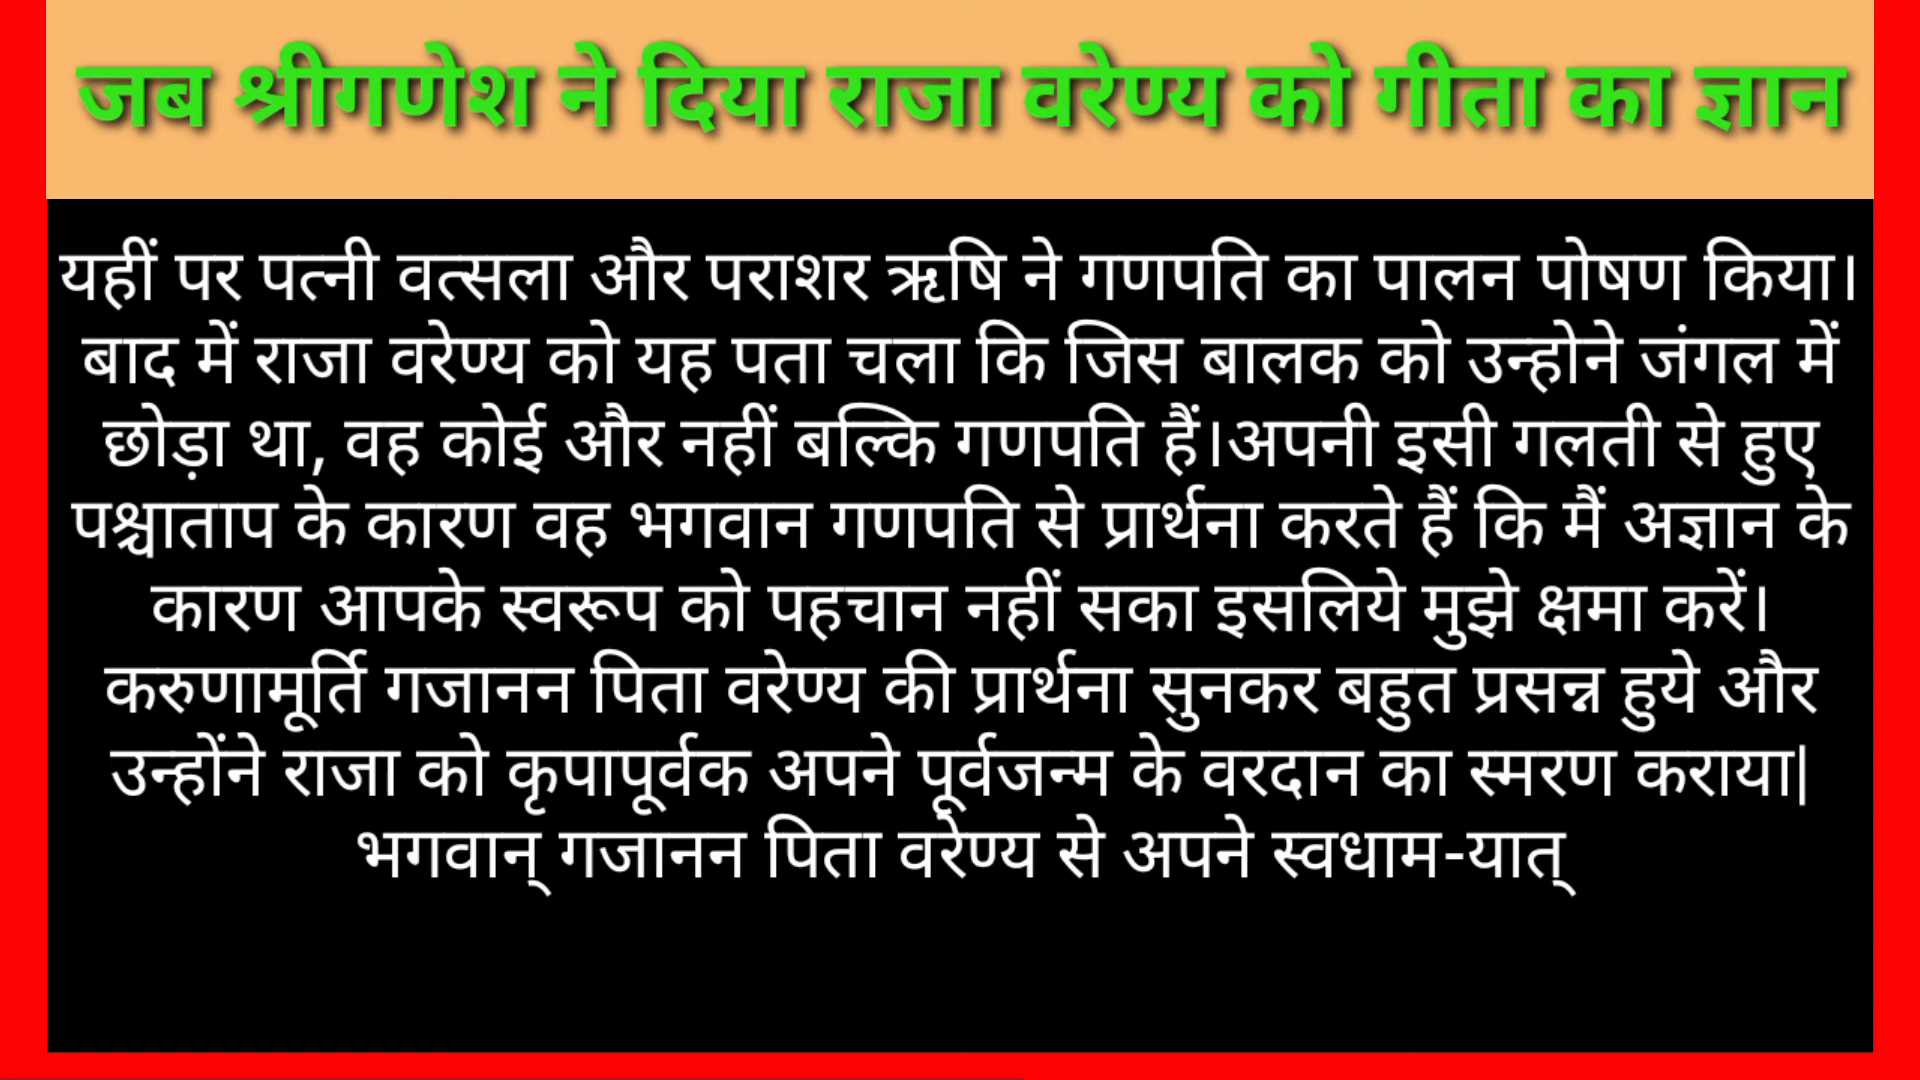 जब श्रीगणेश ने दिया राजा वरेण्य को गीता का ज्ञान
यहीं पर पत्नी वत्सला और पराशर ऋषि ने गणपति का पालन पोषण किया।
बाद में राजा वरेण्य को यह पता चला कि जिस बालक को उन्होने जंगल में
छोड़ा था, वह कोई और नहीं बल्कि गणपति हैं।अपनी इसी गलती से हुए
पश्चाताप के कारण वह भगवान गणपति से प्रार्थना करते हैं कि मैं अज्ञान के
कारण आपके स्वरूप को पहचान नहीं सका इसलिये मुझे क्षमा करें।
करुणामूर्ति गजानन पिता वरेण्य की प्रार्थना सुनकर बहुत प्रसन्न हुये और
उन्होंने राजा को कृपापूर्वक अपने पूर्वजन्म के वरदान का स्मरण कराया|
भगवान् गजानन पिता वरेण्य से अपने स्वधाम-यात्